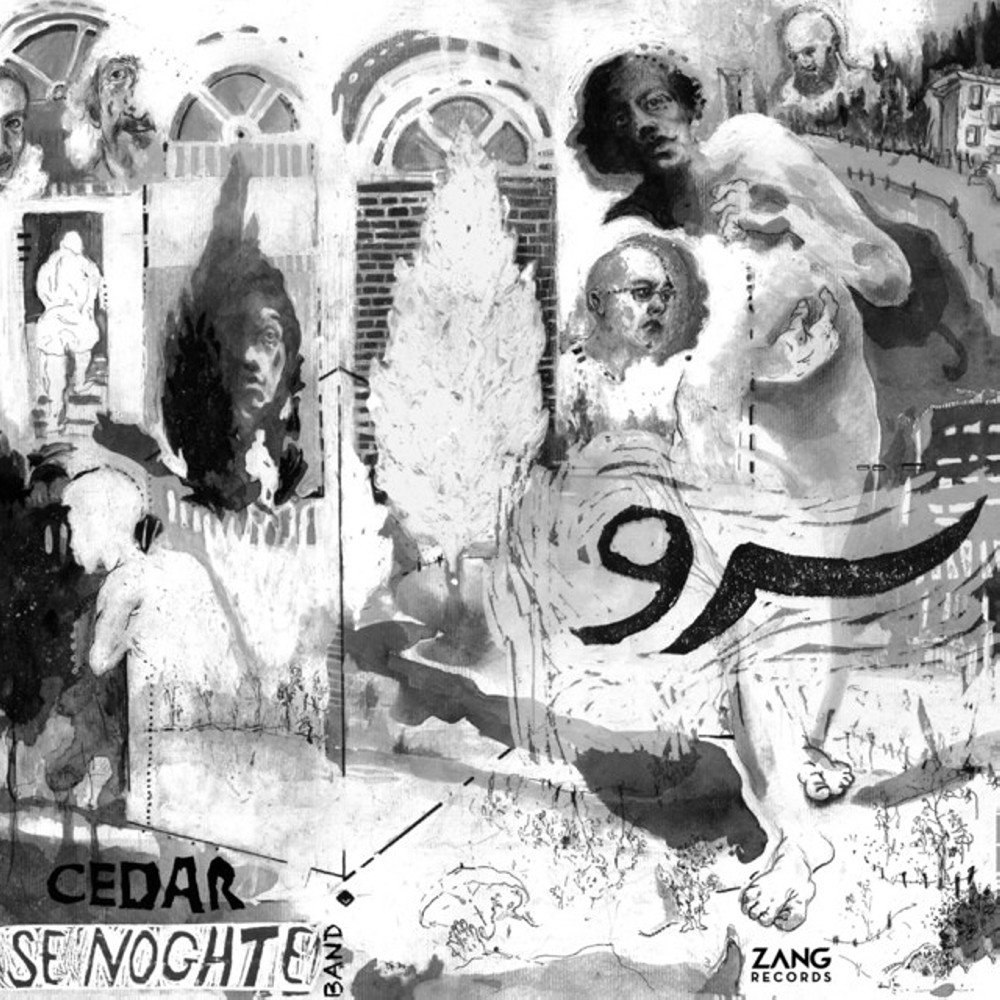 سرو
CEDAR
SE NOGHTE
BAND
ZANG
RECORDS